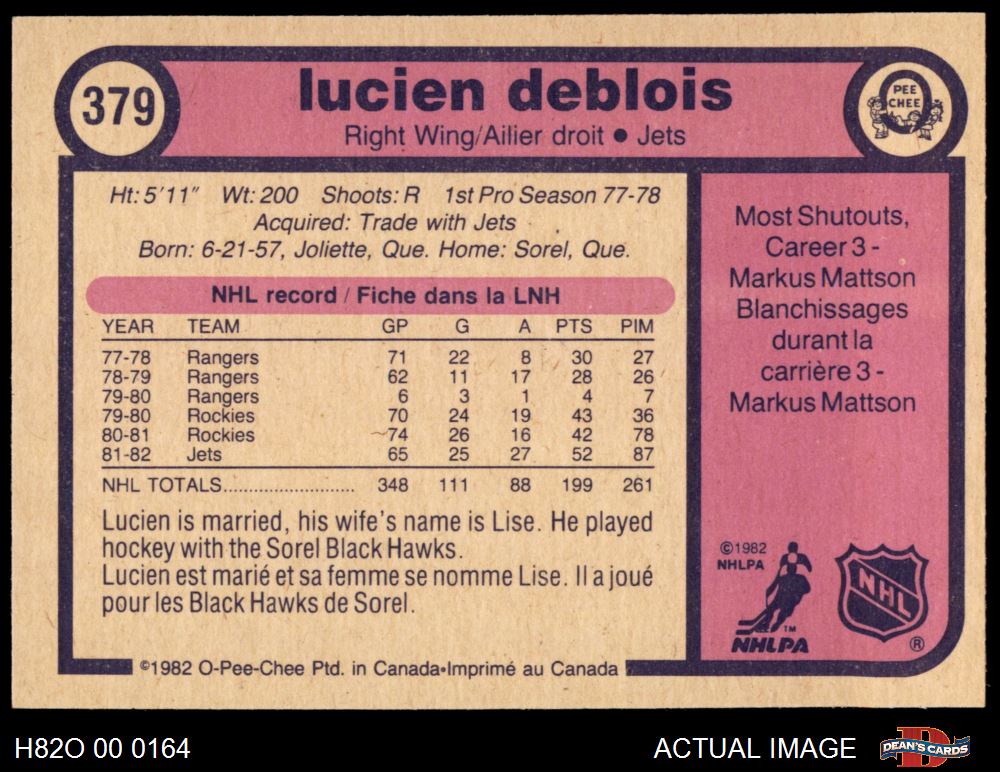 379
lucien deblois
Right Wing/Ailier droit ● Jets
PEE
CHEE
Ht: 5'11" Wt: 200 Shoots: R 1st Pro Season 77-78
Acquired: Trade with Jets
Born: 6-21-57, Joliette, Que. Home: Sorel, Que.
NHL record / Fiche dans la LNH
YEAR TEAM GP G A PTS PIM
77-78 Rangers 71 22 8 30 27
78-79 Rangers 62 11 17 28 26
79-80 Rangers 6 3 1 4 7
79-80 Rockies 70 24 19 43 36
80-81 Rockies 74 26 16 42 78
81-82 Jets 65 25 27 52 87
NHL TOTALS........................... 348 111 88 199 261
Lucien is married, his wife's name is Lise. He played
hockey with the Sorel Black Hawks.
Lucien est marié et sa femme se nomme Lise. Il a joué
pour les Black Hawks de Sorel.
Most Shutouts,
Career 3 -
Markus Mattson
Blanchissages
durant la
carrière 3 -
Markus Mattson
©1982
NHLPA
TM
NHLPA
NHL
®
©1982 O-Pee-Chee Ptd. in Canada•Imprimé au Canada
H82O 00 0164
ACTUAL IMAGE
DEAN'S CARDS